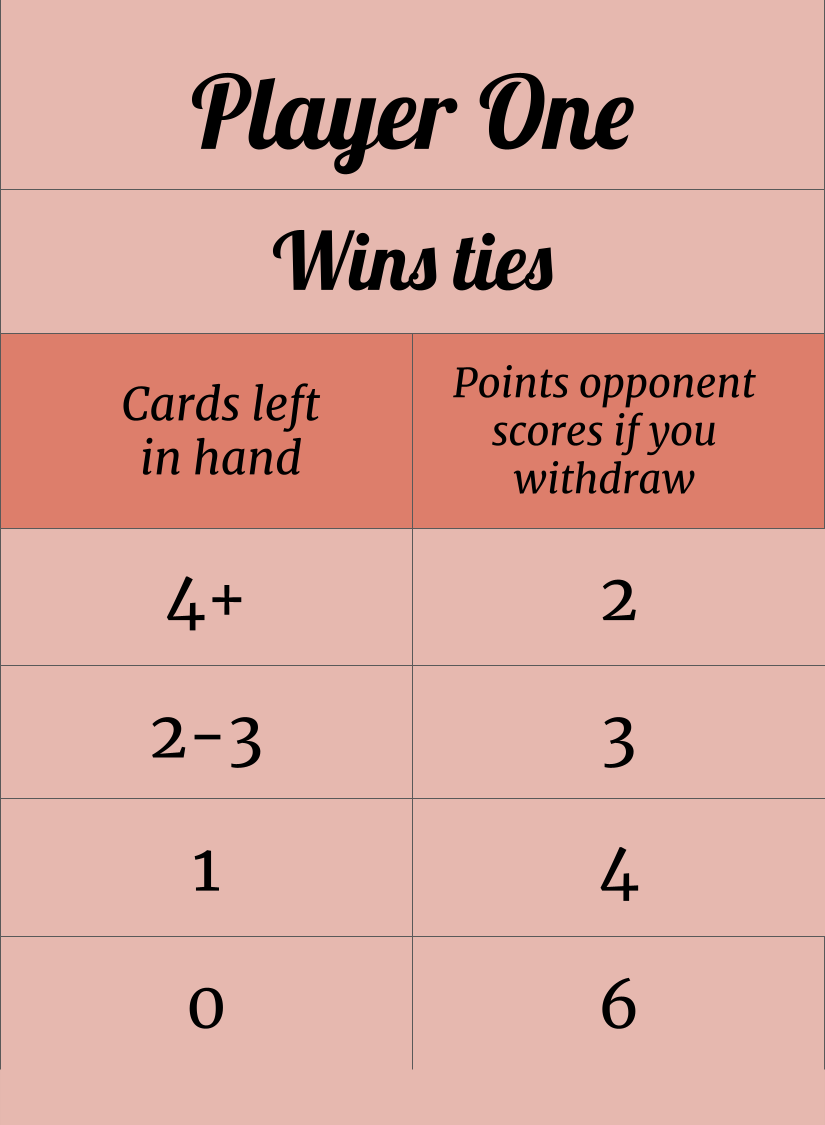 Player One
Wins ties
Cards left
in hand
Points opponent
scores if you
withdraw
4+
2
2-3
3
1
4
0
6